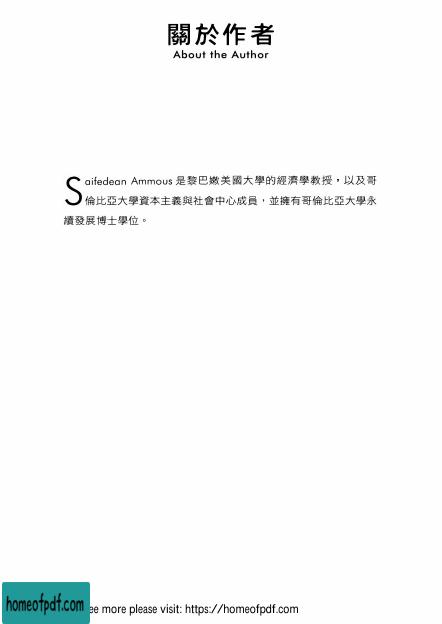 關於作者
About the Author
Saifedean Ammous 是黎巴嫩美國大學的經濟學教授，以及哥
倫比亞大學資本主義與社會中心成員，並擁有哥倫比亞大學永
續發展博士學位。
homeofpdf.com
ee more please visit: https://homeofpdf.com